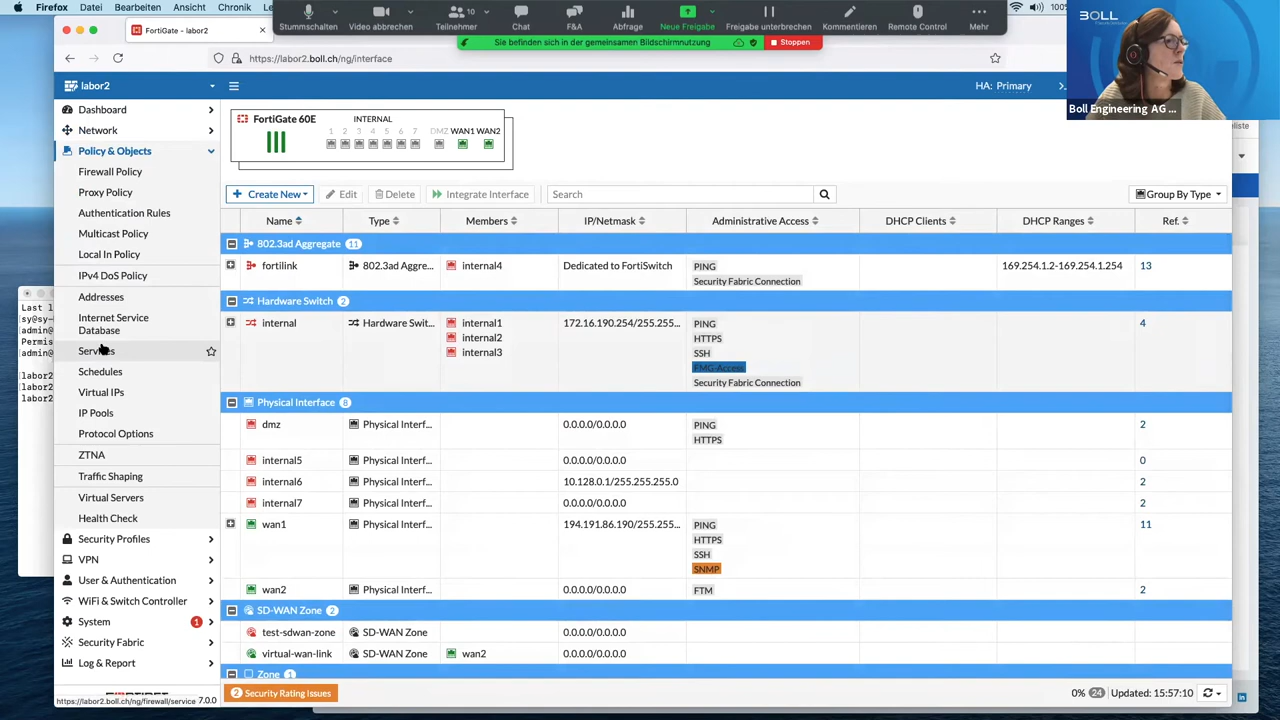 Firefox Datei Bearbeiten Ansicht Chronik
Stummschalten Video abbrechen Teilnehmer 10 Chat F&A Abfrage Neue Freigabe Freigabe unterbrechen Kommentieren Remote Control Mehr
Sie befinden sich in der gemeinsamen Bildschirmnutzung Stoppen
FortiGate - labor2
https://labor2.boll.ch/ng/interface
BOLL
Boll Engineering AG ...
labor2
HA: Primary
Dashboard
Network
Policy & Objects
Firewall Policy
Proxy Policy
Authentication Rules
Multicast Policy
Local In Policy
IPv4 DoS Policy
Addresses
Internet Service
Database
Services
Schedules
Virtual IPs
IP Pools
Protocol Options
ZTNA
Traffic Shaping
Virtual Servers
Health Check
Security Profiles
VPN
User & Authentication
WiFi & Switch Controller
System 1
Security Fabric
Log & Report
https://labor2.boll.ch/ng/firewall/service 7.0.0
FortiGate 60E INTERNAL
1 2 3 4 5 6 7 DMZ WAN1 WAN2
+ Create New Edit Delete Integrate Interface Search Group By Type
Name Type Members IP/Netmask Administrative Access DHCP Clients DHCP Ranges Ref.
802.3ad Aggregate 11
fortilink 802.3ad Aggre... internal4 Dedicated to FortiSwitch PING 169.254.1.2-169.254.1.254 13
Security Fabric Connection
Hardware Switch 2
internal Hardware Swit... internal1 172.16.190.254/255.255... PING 4
internal2 HTTPS
internal3 SSH
FMG-Access
Security Fabric Connection
Physical Interface 8
dmz Physical Interf... 0.0.0.0/0.0.0.0 PING 2
HTTPS
internal5 Physical Interf... 0.0.0.0/0.0.0.0 0
internal6 Physical Interf... 10.128.0.1/255.255.255.0 2
internal7 Physical Interf... 0.0.0.0/0.0.0.0 2
wan1 Physical Interf... 194.191.86.190/255.255... PING 11
HTTPS
SSH
SNMP
wan2 Physical Interf... 0.0.0.0/0.0.0.0 FTM 2
SD-WAN Zone 2
test-sdwan-zone SD-WAN Zone 0.0.0.0/0.0.0.0
virtual-wan-link SD-WAN Zone wan2 0.0.0.0/0.0.0.0
Zone 1
2 Security Rating Issues 0% 24 Updated: 15:57:10